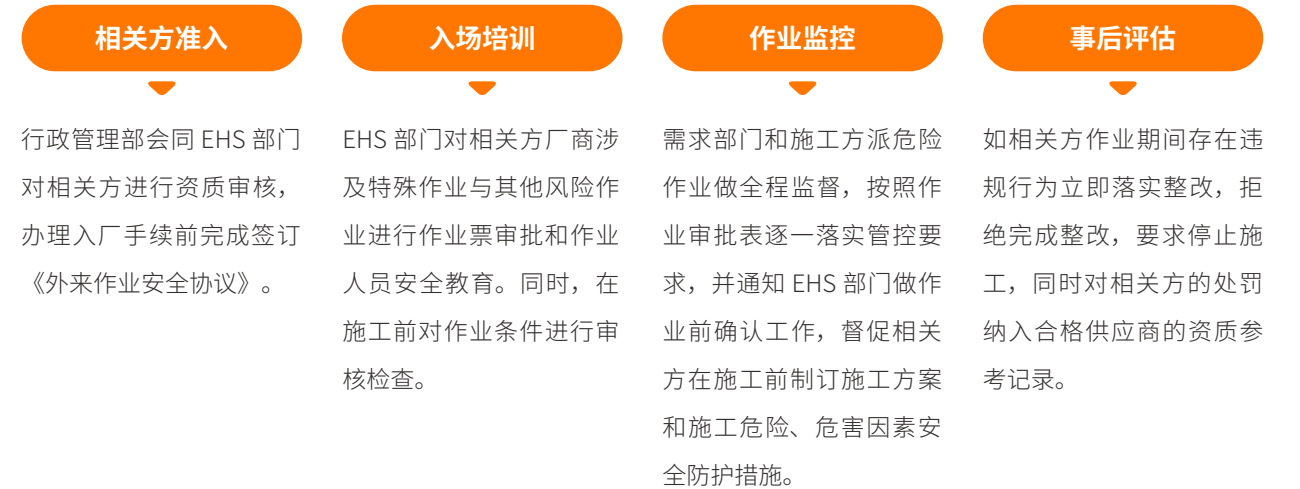 相关方准入
行政管理部会同 EHS 部门
对相关方进行资质审核，
办理入厂手续前完成签订
《外来作业安全协议》。
入场培训
EHS 部门对相关方厂商涉
及特殊作业与其他风险作
业进行作业票审批和作业
人员安全教育。同时，在
施工前对作业条件进行审
核检查。
作业监控
需求部门和施工方派危险
作业做全程监督，按照作
业审批表逐一落实管控要
求，并通知 EHS 部门做作
业前确认工作，督促相关
方在施工前制订施工方案
和施工危险、危害因素安
全防护措施。
事后评估
如相关方作业期间存在违
规行为立即落实整改，拒
绝完成整改，要求停止施
工，同时对相关方的处罚
纳入合格供应商的资质参
考记录。